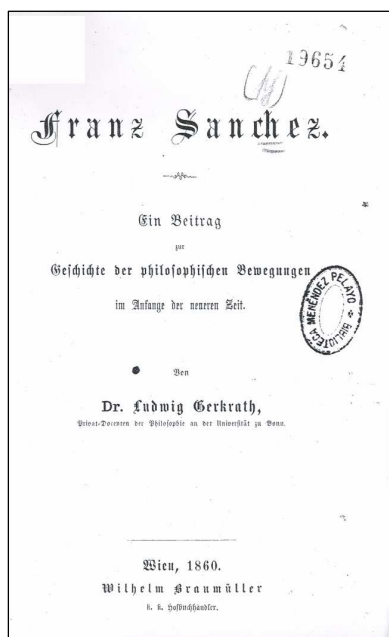 19654
Franz Sanchez.
Ein Beitrag
zur
Geschichte der philosophischen Bewegungen
im Anfange der neueren Zeit.
BIBLIOTECA MENÉNDEZ PELAYO
Von
Dr. Ludwig Gerkrath,
Privat-Docenten der Philosophie an der Universität zu Bonn.
Wien, 1860.
Wilhelm Braumüller
k. k. Hofbuchhändler.